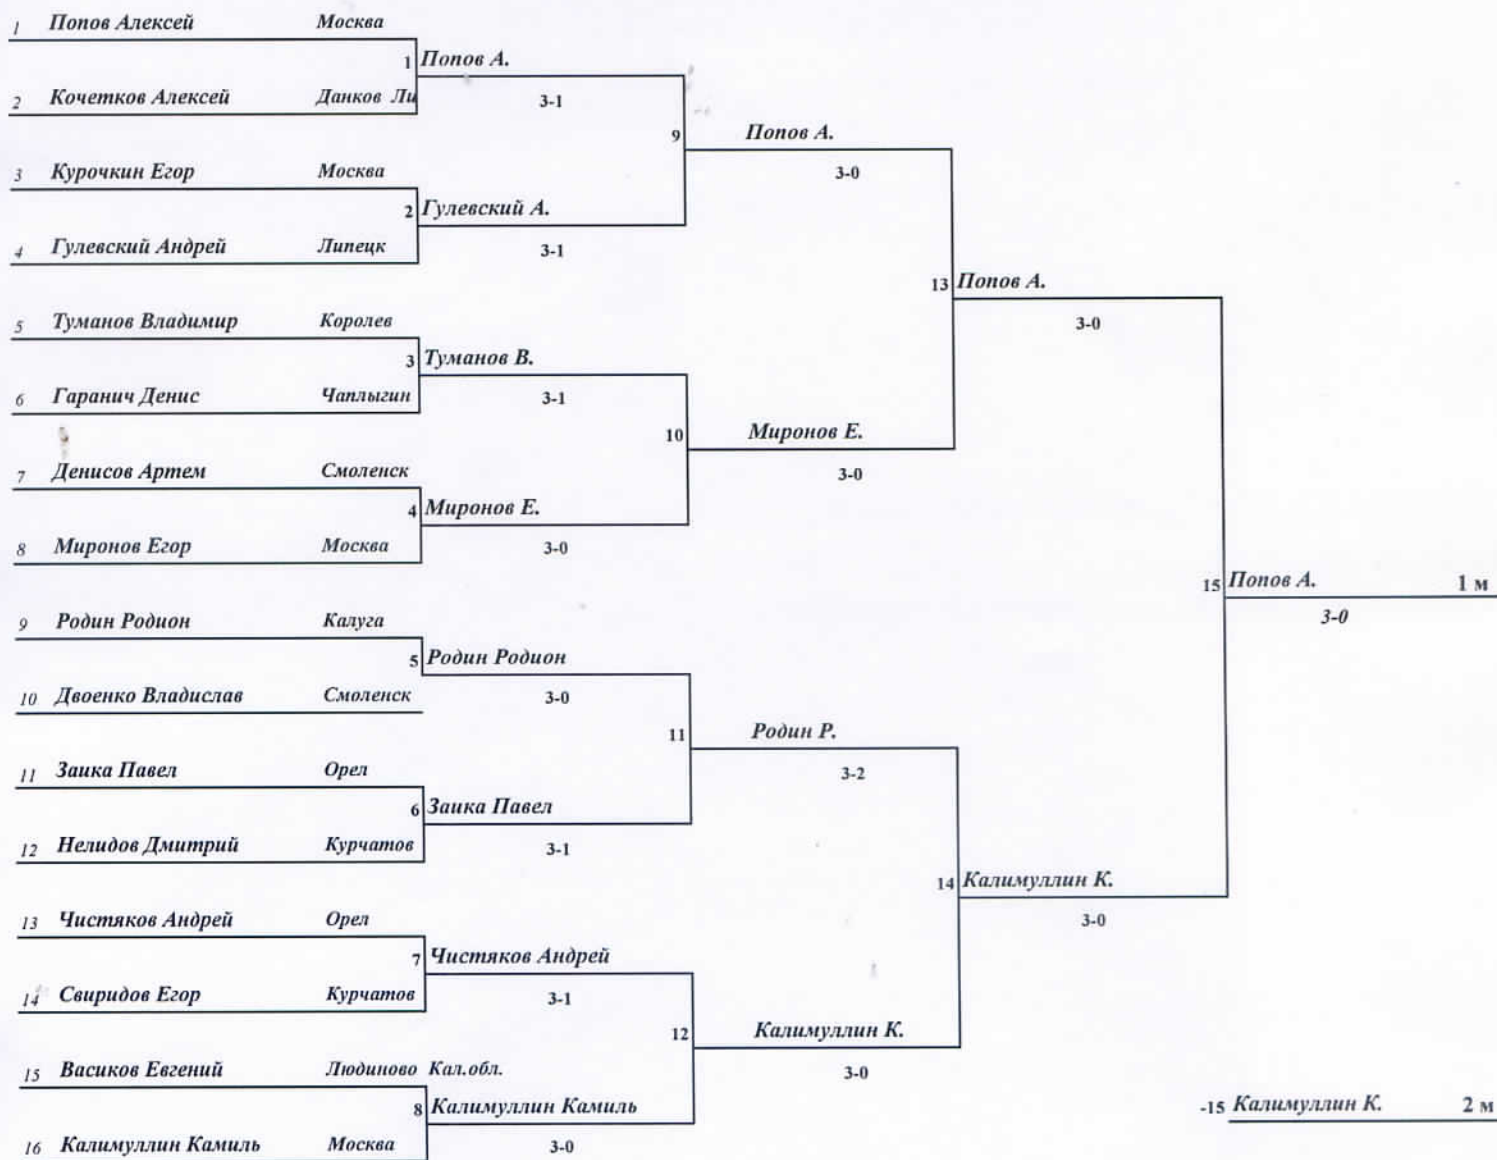 1 Попов Алексей Москва
1 Попов А.
2 Кочетков Алексей Данков Ли
3-1
9 Попов А.
3-0
3 Курочкин Егор Москва
2 Гулевский А.
4 Гулевский Андрей Липецк
3-1
13 Попов А.
3-0
5 Туманов Владимир Королев
3 Туманов В.
6 Гаранич Денис Чаплыгин
3-1
10 Миронов Е.
3-0
7 Денисов Артем Смоленск
4 Миронов Е.
8 Миронов Егор Москва
3-0
15 Попов А. 1 м
3-0
9 Родин Родион Калуга
5 Родин Родион
10 Двоенко Владислав Смоленск
3-0
11 Родин Р.
3-2
11 Заика Павел Орел
6 Заика Павел
12 Нелидов Дмитрий Курчатов
3-1
14 Калимуллин К.
3-0
13 Чистяков Андрей Орел
7 Чистяков Андрей
14 Свиридов Егор Курчатов
3-1
12 Калимуллин К.
3-0
15 Васиков Евгений Людиново Кал.обл.
8 Калимуллин Камиль
16 Калимуллин Камиль Москва
3-0
-15 Калимуллин К. 2 м